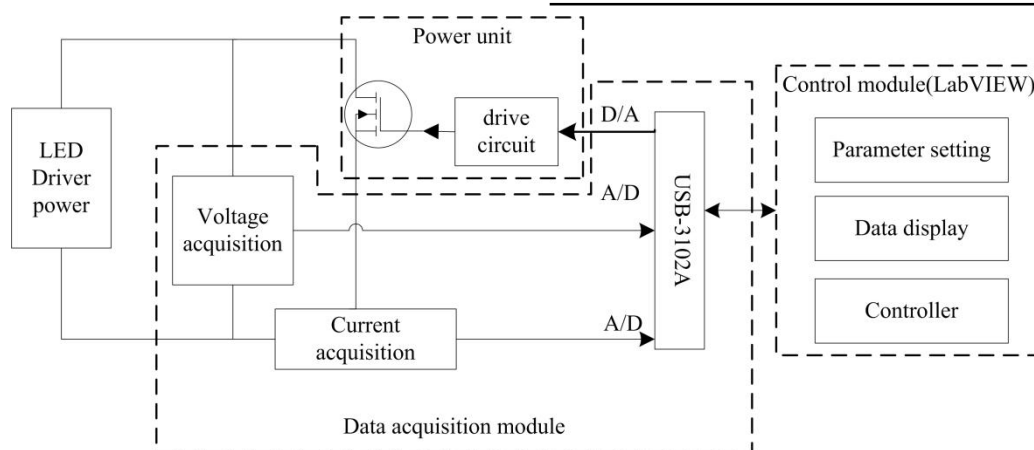 Power unit
Control module(LabVIEW)
LED
Driver
power
drive
circuit
D/A
Parameter setting
Voltage
acquisition
A/D
USB-3102A
Data display
Current
acquisition
A/D
Controller
Data acquisition module